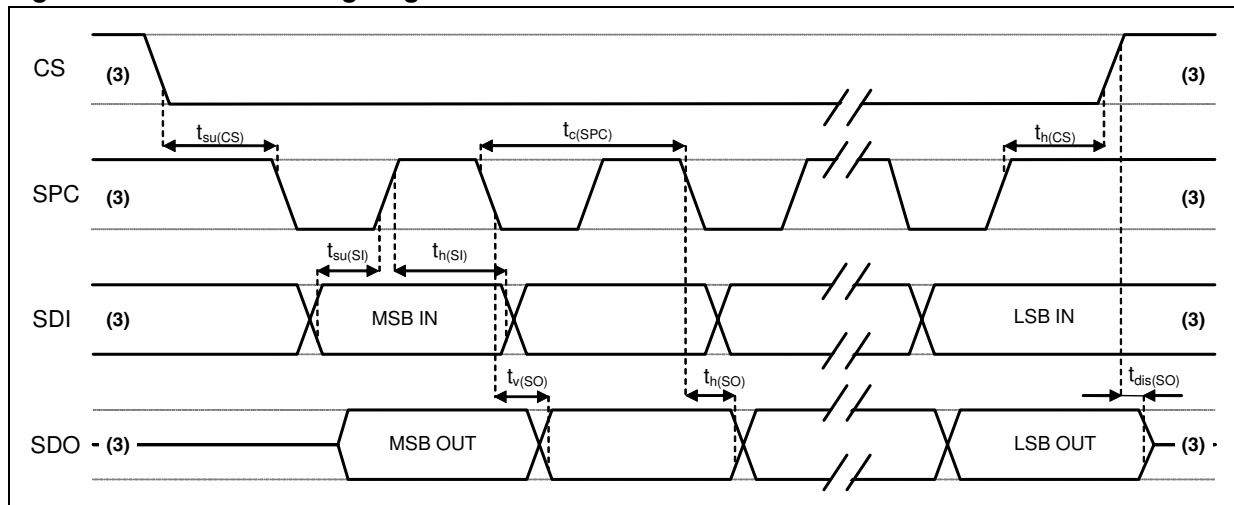 CS (3) (3)
tsu(CS) tc(SPC) th(CS)
SPC (3) (3)
tsu(SI) th(SI)
SDI (3) MSB IN LSB IN (3)
tv(SO) th(SO) tdis(SO)
SDO (3) MSB OUT LSB OUT (3)